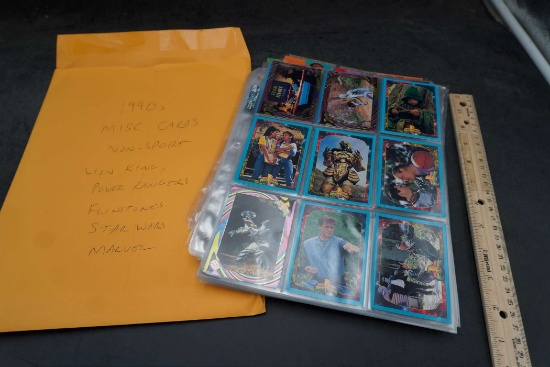 1990s
MISC CARDS
NON-SPORT
LION KING,
POWER RANGERS
FLINTSTONES
STAR WARS
MARVEL